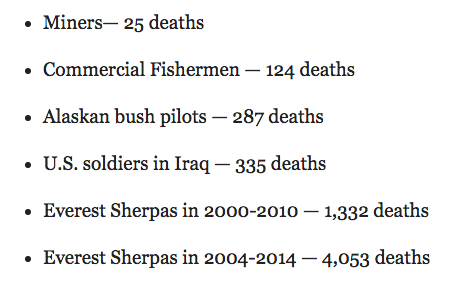 Miners— 25 deaths
Commercial Fishermen — 124 deaths
Alaskan bush pilots — 287 deaths
U.S. soldiers in Iraq — 335 deaths
Everest Sherpas in 2000-2010 — 1,332 deaths
Everest Sherpas in 2004-2014 — 4,053 deaths